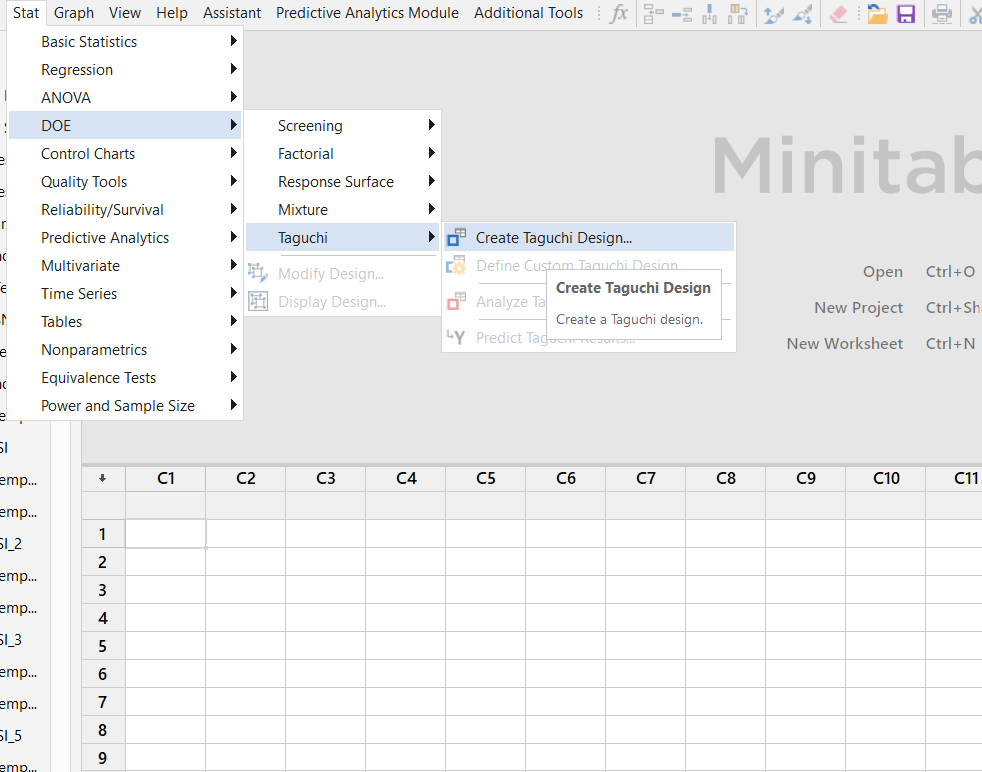 Stat Graph View Help Assistant Predictive Analytics Module Additional Tools fx
Basic Statistics
Regression
ANOVA
DOE
Control Charts
Quality Tools
Reliability/Survival
Predictive Analytics
Multivariate
Time Series
Tables
Nonparametrics
Equivalence Tests
Power and Sample Size
Screening
Factorial
Response Surface
Mixture
Taguchi
Modify Design...
Display Design...
Create Taguchi Design...
Define Custom Taguchi Design
Analyze Ta
Predict Taguchi Results...
Create Taguchi Design
Create a Taguchi design.
Minitab
Open Ctrl+O
New Project Ctrl+Sh
New Worksheet Ctrl+N
SI
emp...
emp...
SI_2
emp...
emp...
SI_3
emp...
emp...
SI_5
emp...
C1 C2 C3 C4 C5 C6 C7 C8 C9 C10 C11
1
2
3
4
5
6
7
8
9